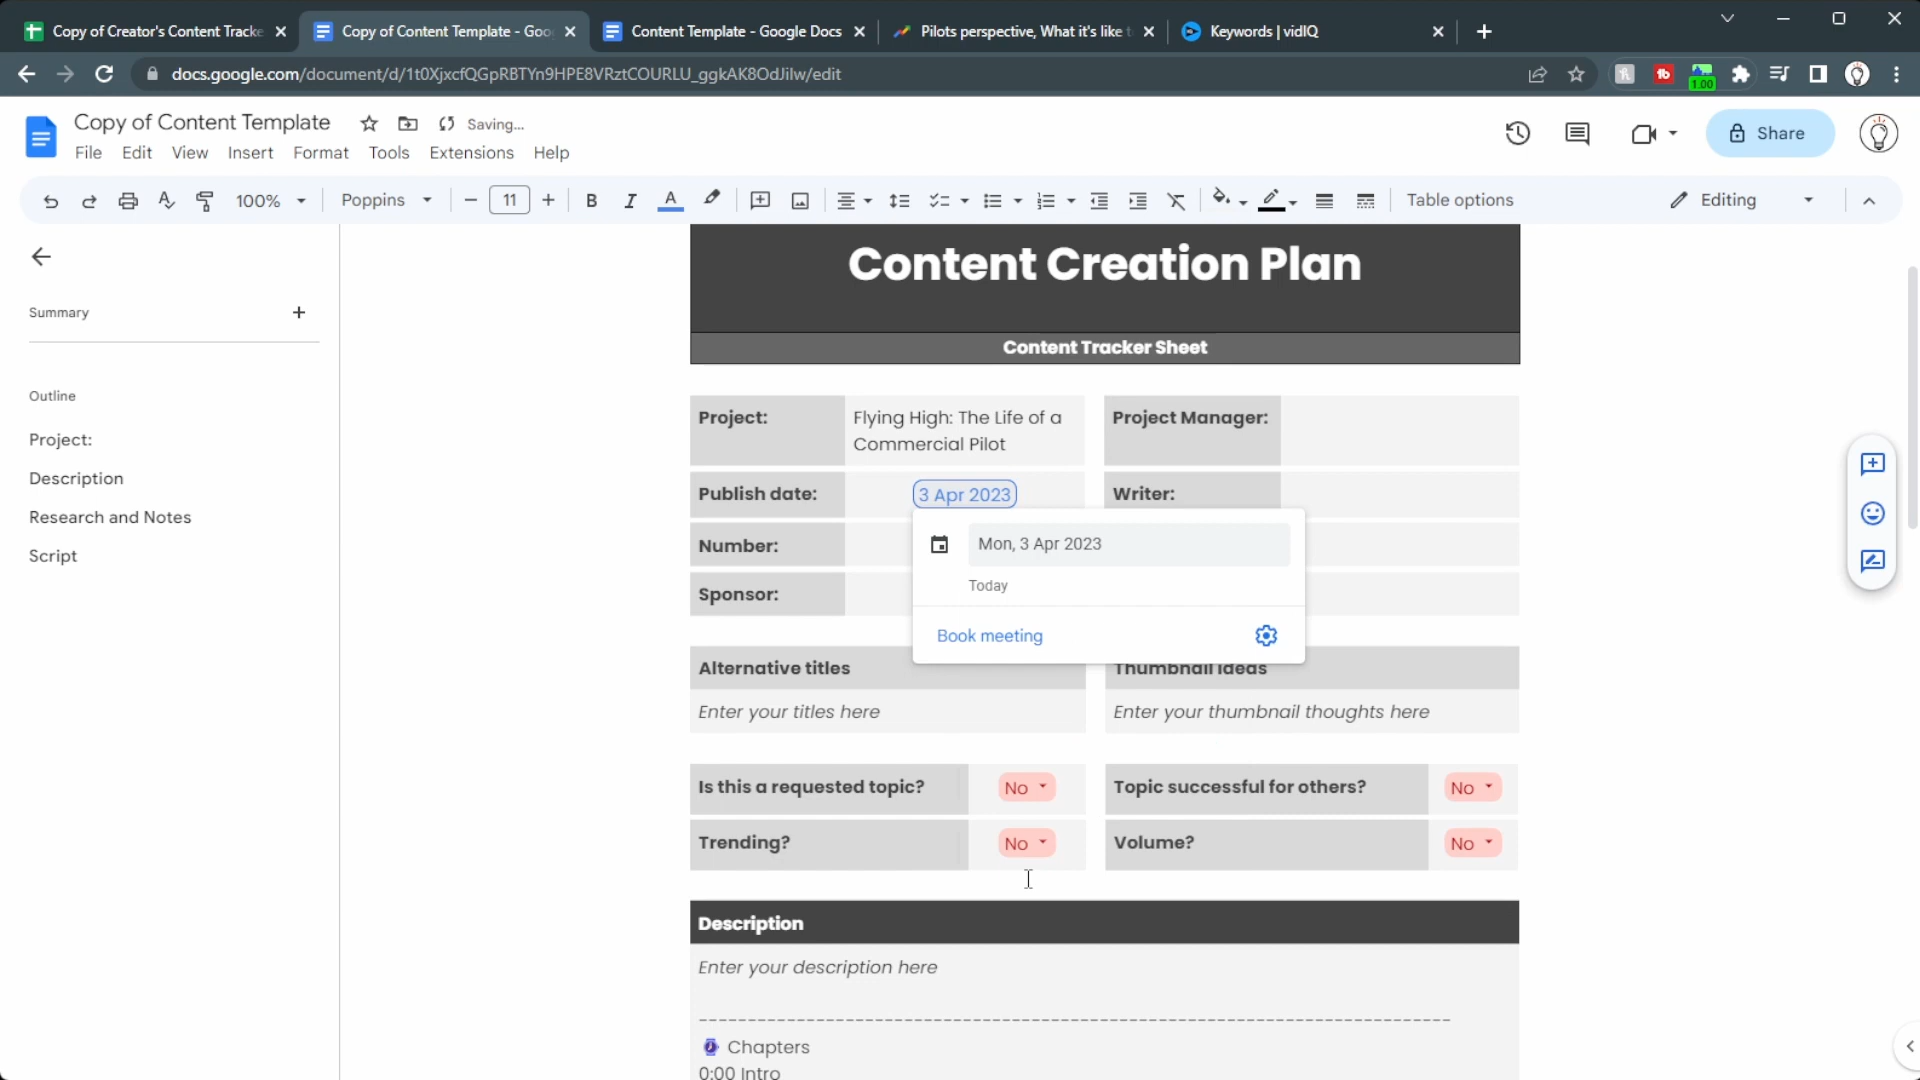 Copy of Creator's Content Tracke
Copy of Content Template - Goo
Content Template - Google Docs
Pilots perspective, What it's like t
Keywords | vidIQ
docs.google.com/document/d/1t0XjxcfQGpRBTYn9HPE8VRztCOURLU_ggkAK8OdJilw/edit
1.00
Copy of Content Template
Saving...
File Edit View Insert Format Tools Extensions Help
Share
100% Poppins 11 Table options Editing
Content Creation Plan
Content Tracker Sheet
Summary
Outline
Project:
Description
Research and Notes
Script
Project: Flying High: The Life of a Commercial Pilot
Project Manager:
Publish date: 3 Apr 2023
Writer:
Number:
Mon, 3 Apr 2023
Today
Sponsor:
Book meeting
Alternative titles
Thumbnail ideas
Enter your titles here
Enter your thumbnail thoughts here
Is this a requested topic? No
Topic successful for others? No
Trending? No
Volume? No
Description
Enter your description here
--------------------------------------------------------------------------------
Chapters
0:00 Intro